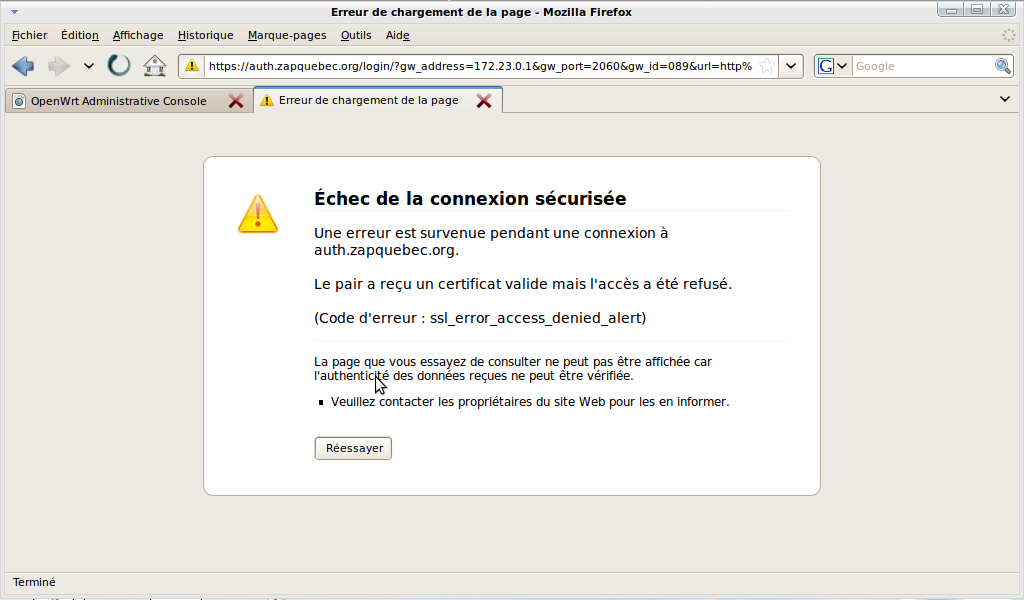 Erreur de chargement de la page - Mozilla Firefox
Fichier Édition Affichage Historique Marque-pages Outils Aide
https://auth.zapquebec.org/login/?gw_address=172.23.0.1&gw_port=2060&gw_id=089&url=http%
G Google
OpenWrt Administrative Console
Erreur de chargement de la page
Échec de la connexion sécurisée
Une erreur est survenue pendant une connexion à
auth.zapquebec.org.
Le pair a reçu un certificat valide mais l'accès a été refusé.
(Code d'erreur : ssl_error_access_denied_alert)
La page que vous essayez de consulter ne peut pas être affichée car
l'authenticité des données reçues ne peut être vérifiée.
Veuillez contacter les propriétaires du site Web pour les en informer.
Réessayer
Terminé